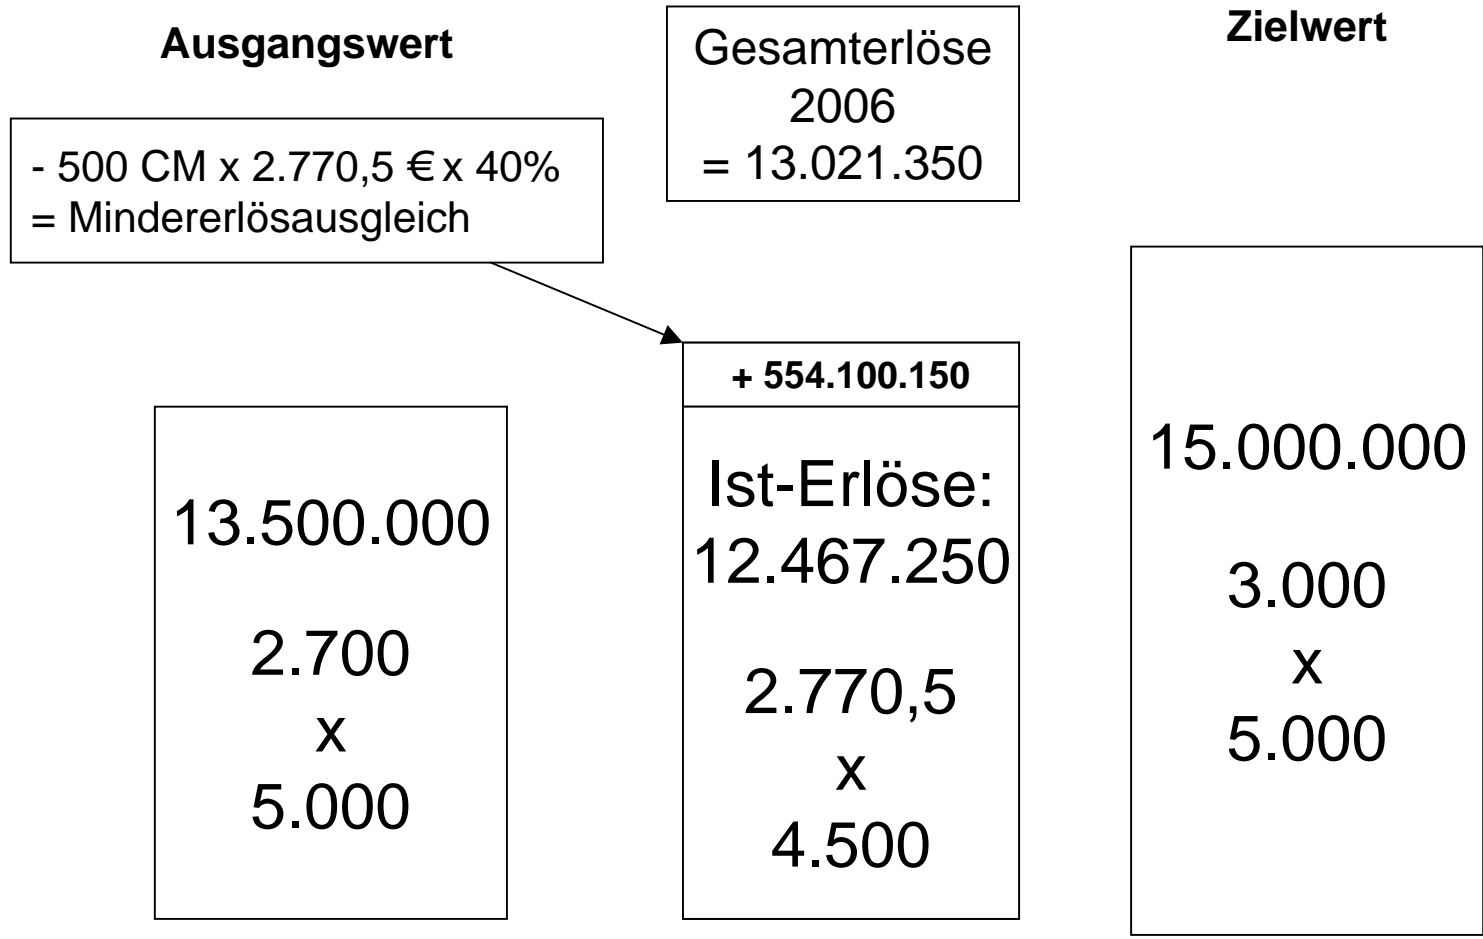 Ausgangswert
Gesamterlöse
2006
= 13.021.350
Zielwert
- 500 CM x 2.770,5 € x 40%
= Mindererlösausgleich
+ 554.100.150
13.500.000
2.700
x
5.000
Ist-Erlöse:
12.467.250
2.770,5
x
4.500
15.000.000
3.000
x
5.000